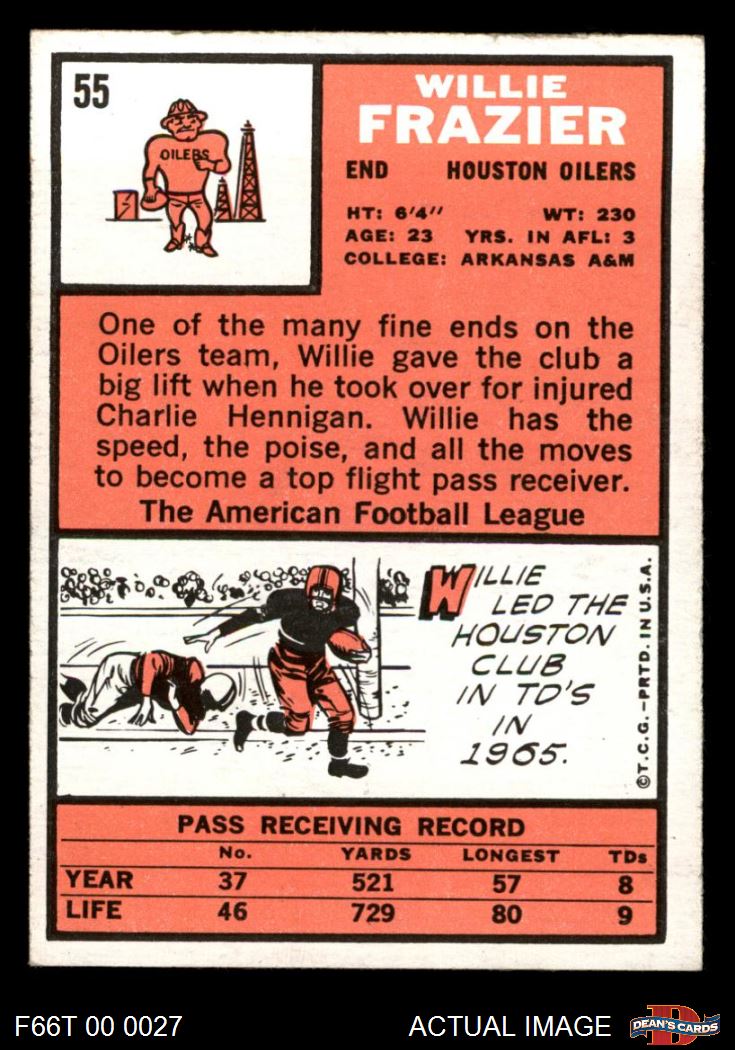 55
OILERS
WILLIE
FRAZIER
END HOUSTON OILERS
HT: 6'4" WT: 230
AGE: 23 YRS. IN AFL: 3
COLLEGE: ARKANSAS A&M
One of the many fine ends on the
Oilers team, Willie gave the club a
big lift when he took over for injured
Charlie Hennigan. Willie has the
speed, the poise, and all the moves
to become a top flight pass receiver.
The American Football League
WILLIE
LED THE
HOUSTON
CLUB
IN TD'S
IN
1965.
©T.C.G.—PRTD. IN U.S.A.
PASS RECEIVING RECORD
No. YARDS LONGEST TDs
YEAR 37 521 57 8
LIFE 46 729 80 9
F66T 00 0027 ACTUAL IMAGE
DEAN'S CARDS